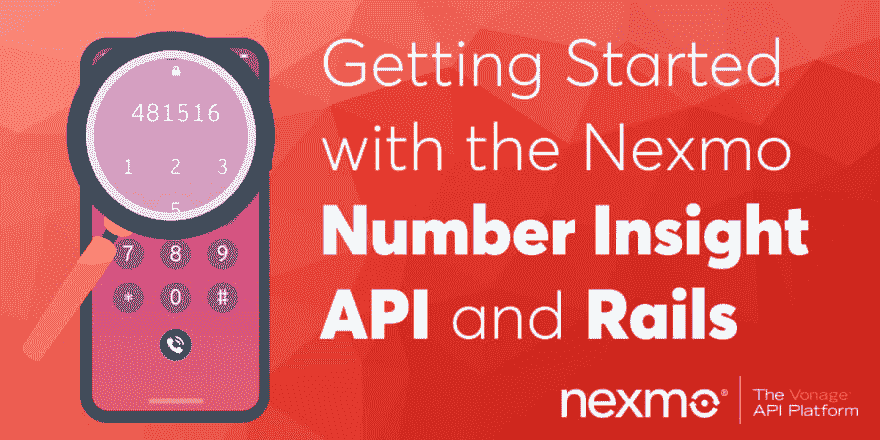 481516
1 2 3
5
7 8 9
* 0 #
Getting Started
with the Nexmo
Number Insight
API and Rails
nexmo®
The Vonage®
API Platform